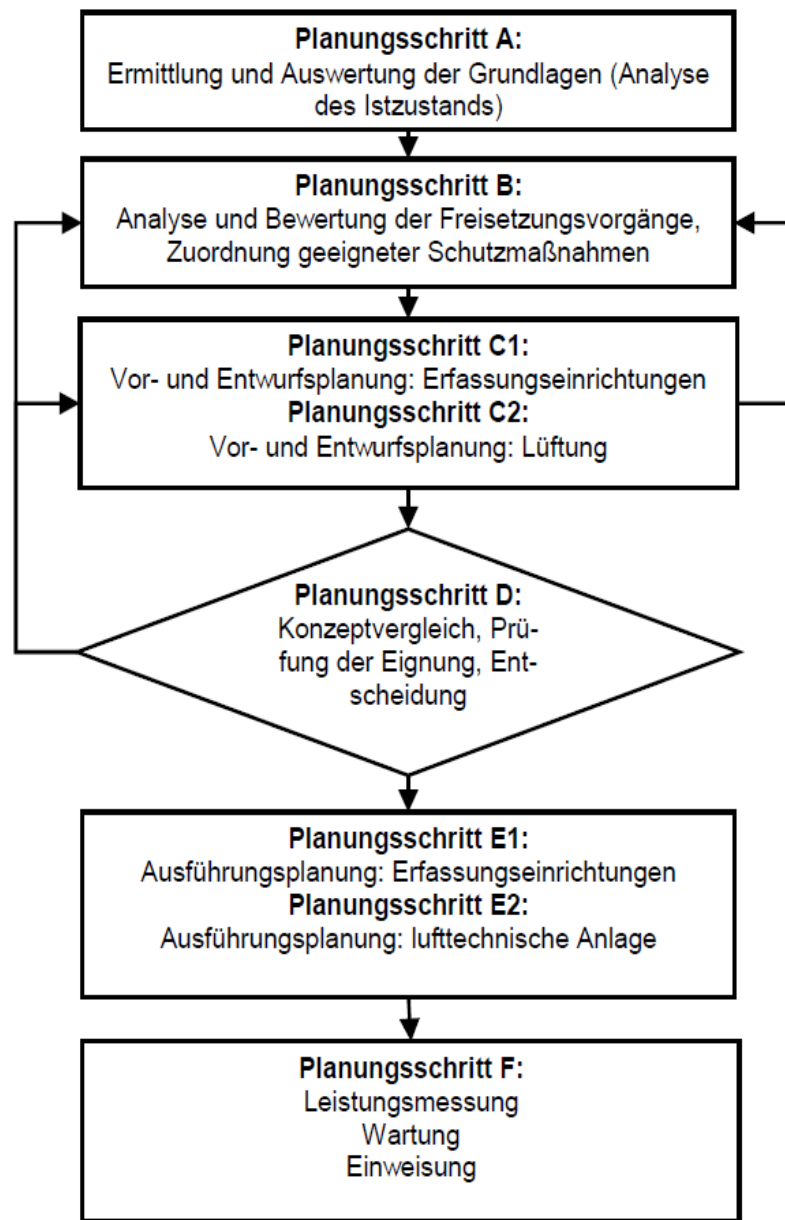 Planungsschritt A:
Ermittlung und Auswertung der Grundlagen (Analyse
des Istzustands)
Planungsschritt B:
Analyse und Bewertung der Freisetzungsvorgänge,
Zuordnung geeigneter Schutzmaßnahmen
Planungsschritt C1:
Vor- und Entwurfsplanung: Erfassungseinrichtungen
Planungsschritt C2:
Vor- und Entwurfsplanung: Lüftung
Planungsschritt D:
Konzeptvergleich, Prü-
fung der Eignung, Ent-
scheidung
Planungsschritt E1:
Ausführungsplanung: Erfassungseinrichtungen
Planungsschritt E2:
Ausführungsplanung: lufttechnische Anlage
Planungsschritt F:
Leistungsmessung
Wartung
Einweisung